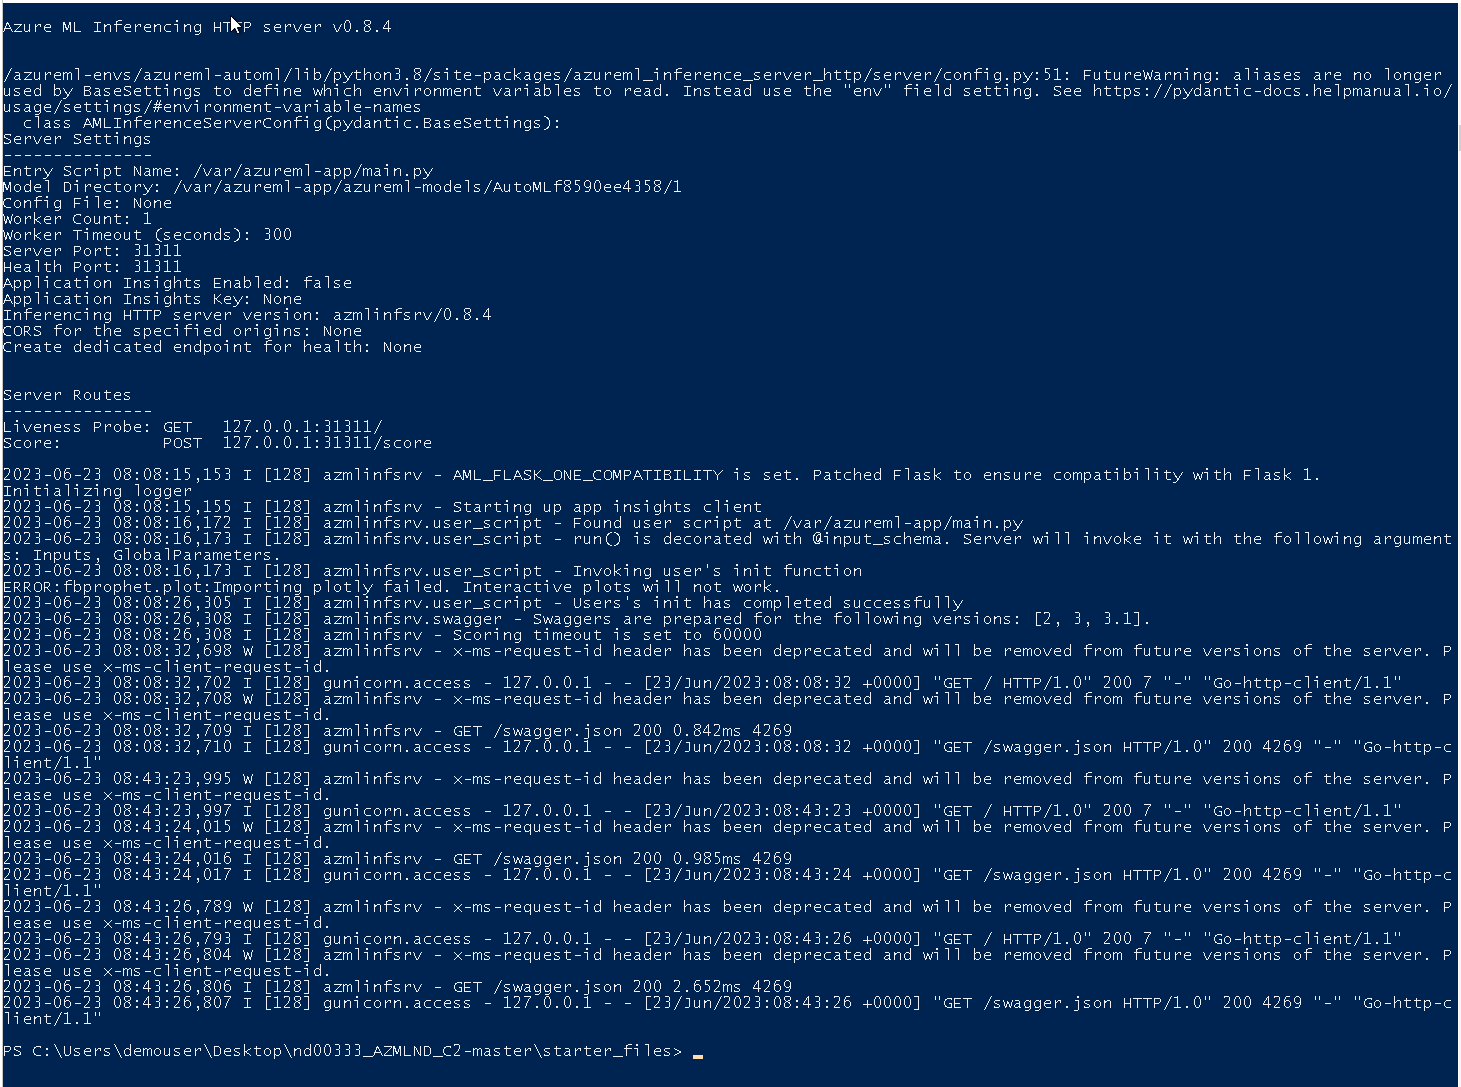 Azure ML Inferencing HTTP server v0.8.4
/azureml-envs/azureml-automl/lib/python3.8/site-packages/azureml_inference_server_http/server/config.py:51: FutureWarning: aliases are no longer
used by BaseSettings to define which environment variables to read. Instead use the "env" field setting. See https://pydantic-docs.helpmanual.io/
usage/settings/#environment-variable-names
  class AMLInferenceServerConfig(pydantic.BaseSettings):
Server Settings
---------------
Entry Script Name: /var/azureml-app/main.py
Model Directory: /var/azureml-app/azureml-models/AutoMLf8590ee4358/1
Config File: None
Worker Count: 1
Worker Timeout (seconds): 300
Server Port: 31311
Health Port: 31311
Application Insights Enabled: false
Application Insights Key: None
Inferencing HTTP server version: azmlinfsrv/0.8.4
CORS for the specified origins: None
Create dedicated endpoint for health: None
Server Routes
---------------
Liveness Probe: GET   127.0.0.1:31311/
Score:          POST  127.0.0.1:31311/score
2023-06-23 08:08:15,153 I [128] azmlinfsrv - AML_FLASK_ONE_COMPATIBILITY is set. Patched Flask to ensure compatibility with Flask 1.
Initializing logger
2023-06-23 08:08:15,155 I [128] azmlinfsrv - Starting up app insights client
2023-06-23 08:08:16,172 I [128] azmlinfsrv.user_script - Found user script at /var/azureml-app/main.py
2023-06-23 08:08:16,173 I [128] azmlinfsrv.user_script - run() is decorated with @input_schema. Server will invoke it with the following argument
s: Inputs, GlobalParameters.
2023-06-23 08:08:16,173 I [128] azmlinfsrv.user_script - Invoking user's init function
ERROR:fbprophet.plot:Importing plotly failed. Interactive plots will not work.
2023-06-23 08:08:26,305 I [128] azmlinfsrv.user_script - Users's init has completed successfully
2023-06-23 08:08:26,308 I [128] azmlinfsrv.swagger - Swaggers are prepared for the following versions: [2, 3, 3.1].
2023-06-23 08:08:26,308 I [128] azmlinfsrv - Scoring timeout is set to 60000
2023-06-23 08:08:32,698 W [128] azmlinfsrv - x-ms-request-id header has been deprecated and will be removed from future versions of the server. P
lease use x-ms-client-request-id.
2023-06-23 08:08:32,702 I [128] gunicorn.access - 127.0.0.1 - - [23/Jun/2023:08:08:32 +0000] "GET / HTTP/1.0" 200 7 "-" "Go-http-client/1.1"
2023-06-23 08:08:32,708 W [128] azmlinfsrv - x-ms-request-id header has been deprecated and will be removed from future versions of the server. P
lease use x-ms-client-request-id.
2023-06-23 08:08:32,709 I [128] azmlinfsrv - GET /swagger.json 200 0.842ms 4269
2023-06-23 08:08:32,710 I [128] gunicorn.access - 127.0.0.1 - - [23/Jun/2023:08:08:32 +0000] "GET /swagger.json HTTP/1.0" 200 4269 "-" "Go-http-c
lient/1.1"
2023-06-23 08:43:23,995 W [128] azmlinfsrv - x-ms-request-id header has been deprecated and will be removed from future versions of the server. P
lease use x-ms-client-request-id.
2023-06-23 08:43:23,997 I [128] gunicorn.access - 127.0.0.1 - - [23/Jun/2023:08:43:23 +0000] "GET / HTTP/1.0" 200 7 "-" "Go-http-client/1.1"
2023-06-23 08:43:24,015 W [128] azmlinfsrv - x-ms-request-id header has been deprecated and will be removed from future versions of the server. P
lease use x-ms-client-request-id.
2023-06-23 08:43:24,016 I [128] azmlinfsrv - GET /swagger.json 200 0.985ms 4269
2023-06-23 08:43:24,017 I [128] gunicorn.access - 127.0.0.1 - - [23/Jun/2023:08:43:24 +0000] "GET /swagger.json HTTP/1.0" 200 4269 "-" "Go-http-c
lient/1.1"
2023-06-23 08:43:26,789 W [128] azmlinfsrv - x-ms-request-id header has been deprecated and will be removed from future versions of the server. P
lease use x-ms-client-request-id.
2023-06-23 08:43:26,793 I [128] gunicorn.access - 127.0.0.1 - - [23/Jun/2023:08:43:26 +0000] "GET / HTTP/1.0" 200 7 "-" "Go-http-client/1.1"
2023-06-23 08:43:26,804 W [128] azmlinfsrv - x-ms-request-id header has been deprecated and will be removed from future versions of the server. P
lease use x-ms-client-request-id.
2023-06-23 08:43:26,806 I [128] azmlinfsrv - GET /swagger.json 200 2.652ms 4269
2023-06-23 08:43:26,807 I [128] gunicorn.access - 127.0.0.1 - - [23/Jun/2023:08:43:26 +0000] "GET /swagger.json HTTP/1.0" 200 4269 "-" "Go-http-c
lient/1.1"
PS C:\Users\demouser\Desktop\nd00333_AZMLND_C2-master\starter_files>